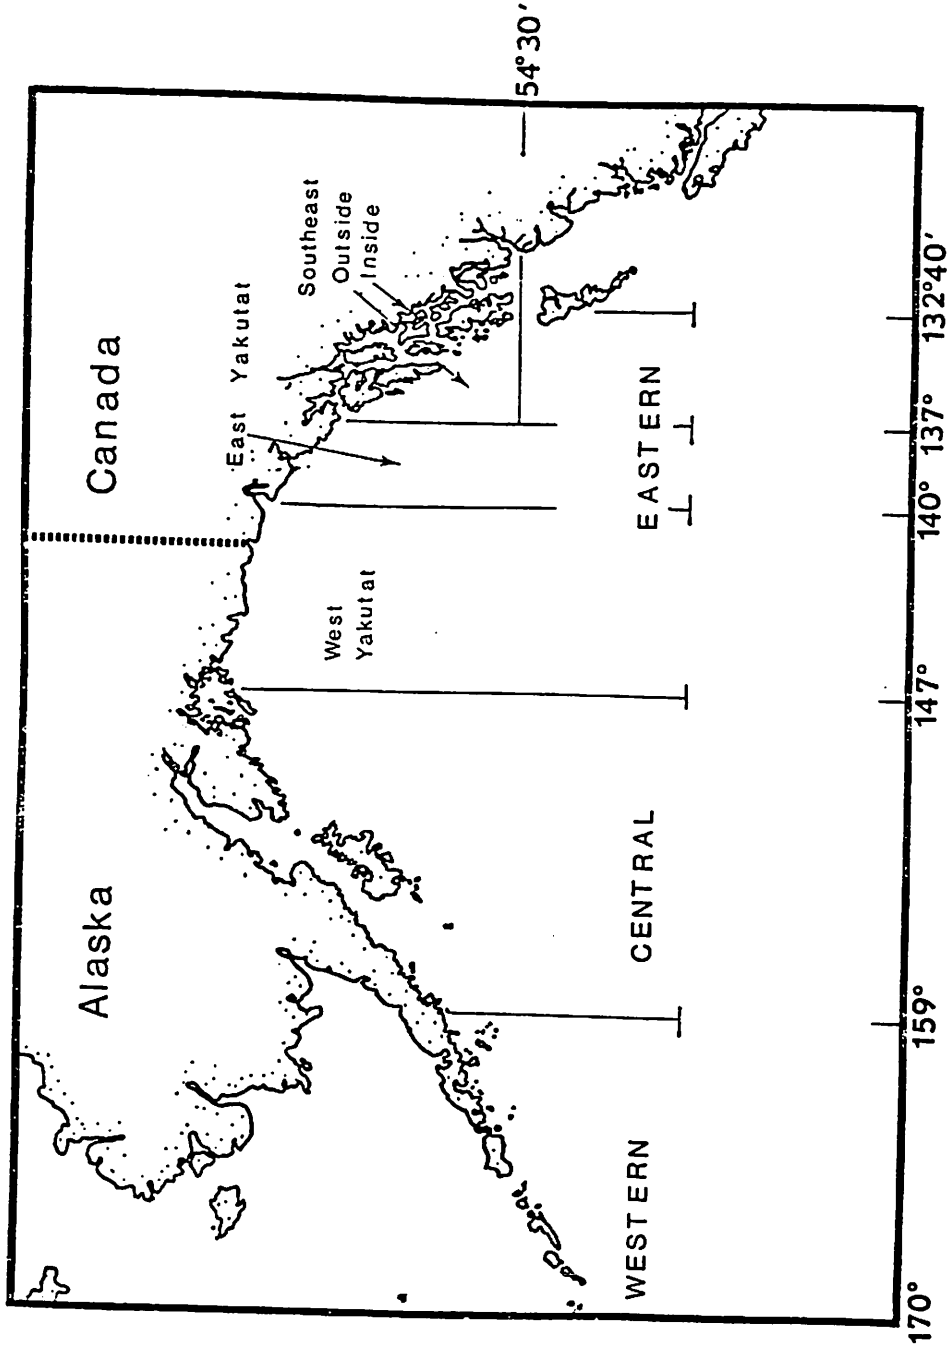 Alaska
Canada
East Yakutat
Southeast
Outside
Inside
West
Yakutat
WESTERN
CENTRAL
EASTERN
54°30′
170°
159°
147°
140°
137°
132°40′